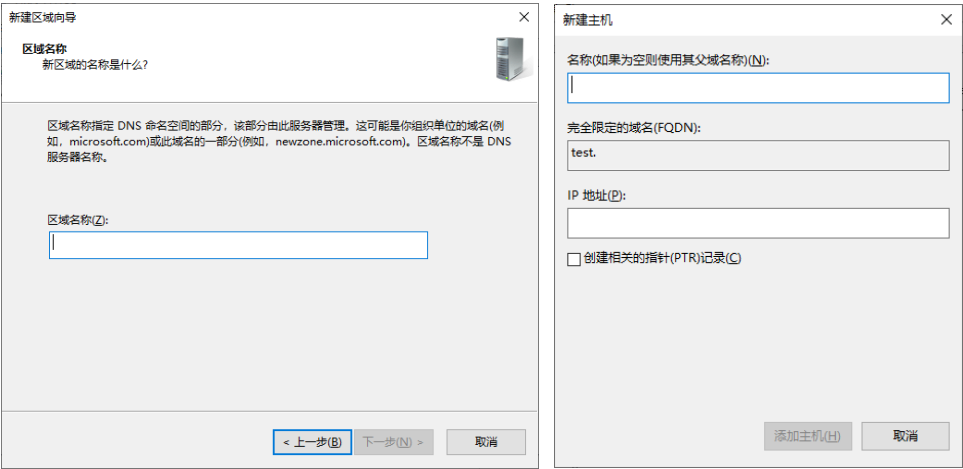 新建区域向导
区域名称
新区域的名称是什么?
区域名称指定 DNS 命名空间的部分，该部分由此服务器管理。这可能是你组织单位的域名(例
如，microsoft.com)或此域名的一部分(例如，newzone.microsoft.com)。区域名称不是 DNS
服务器名称。
区域名称(Z):
< 上一步(B)
下一步(N) >
取消
新建主机
名称(如果为空则使用其父域名称)(N):
完全限定的域名(FQDN):
test.
IP 地址(P):
创建相关的指针(PTR)记录(C)
添加主机(H)
取消